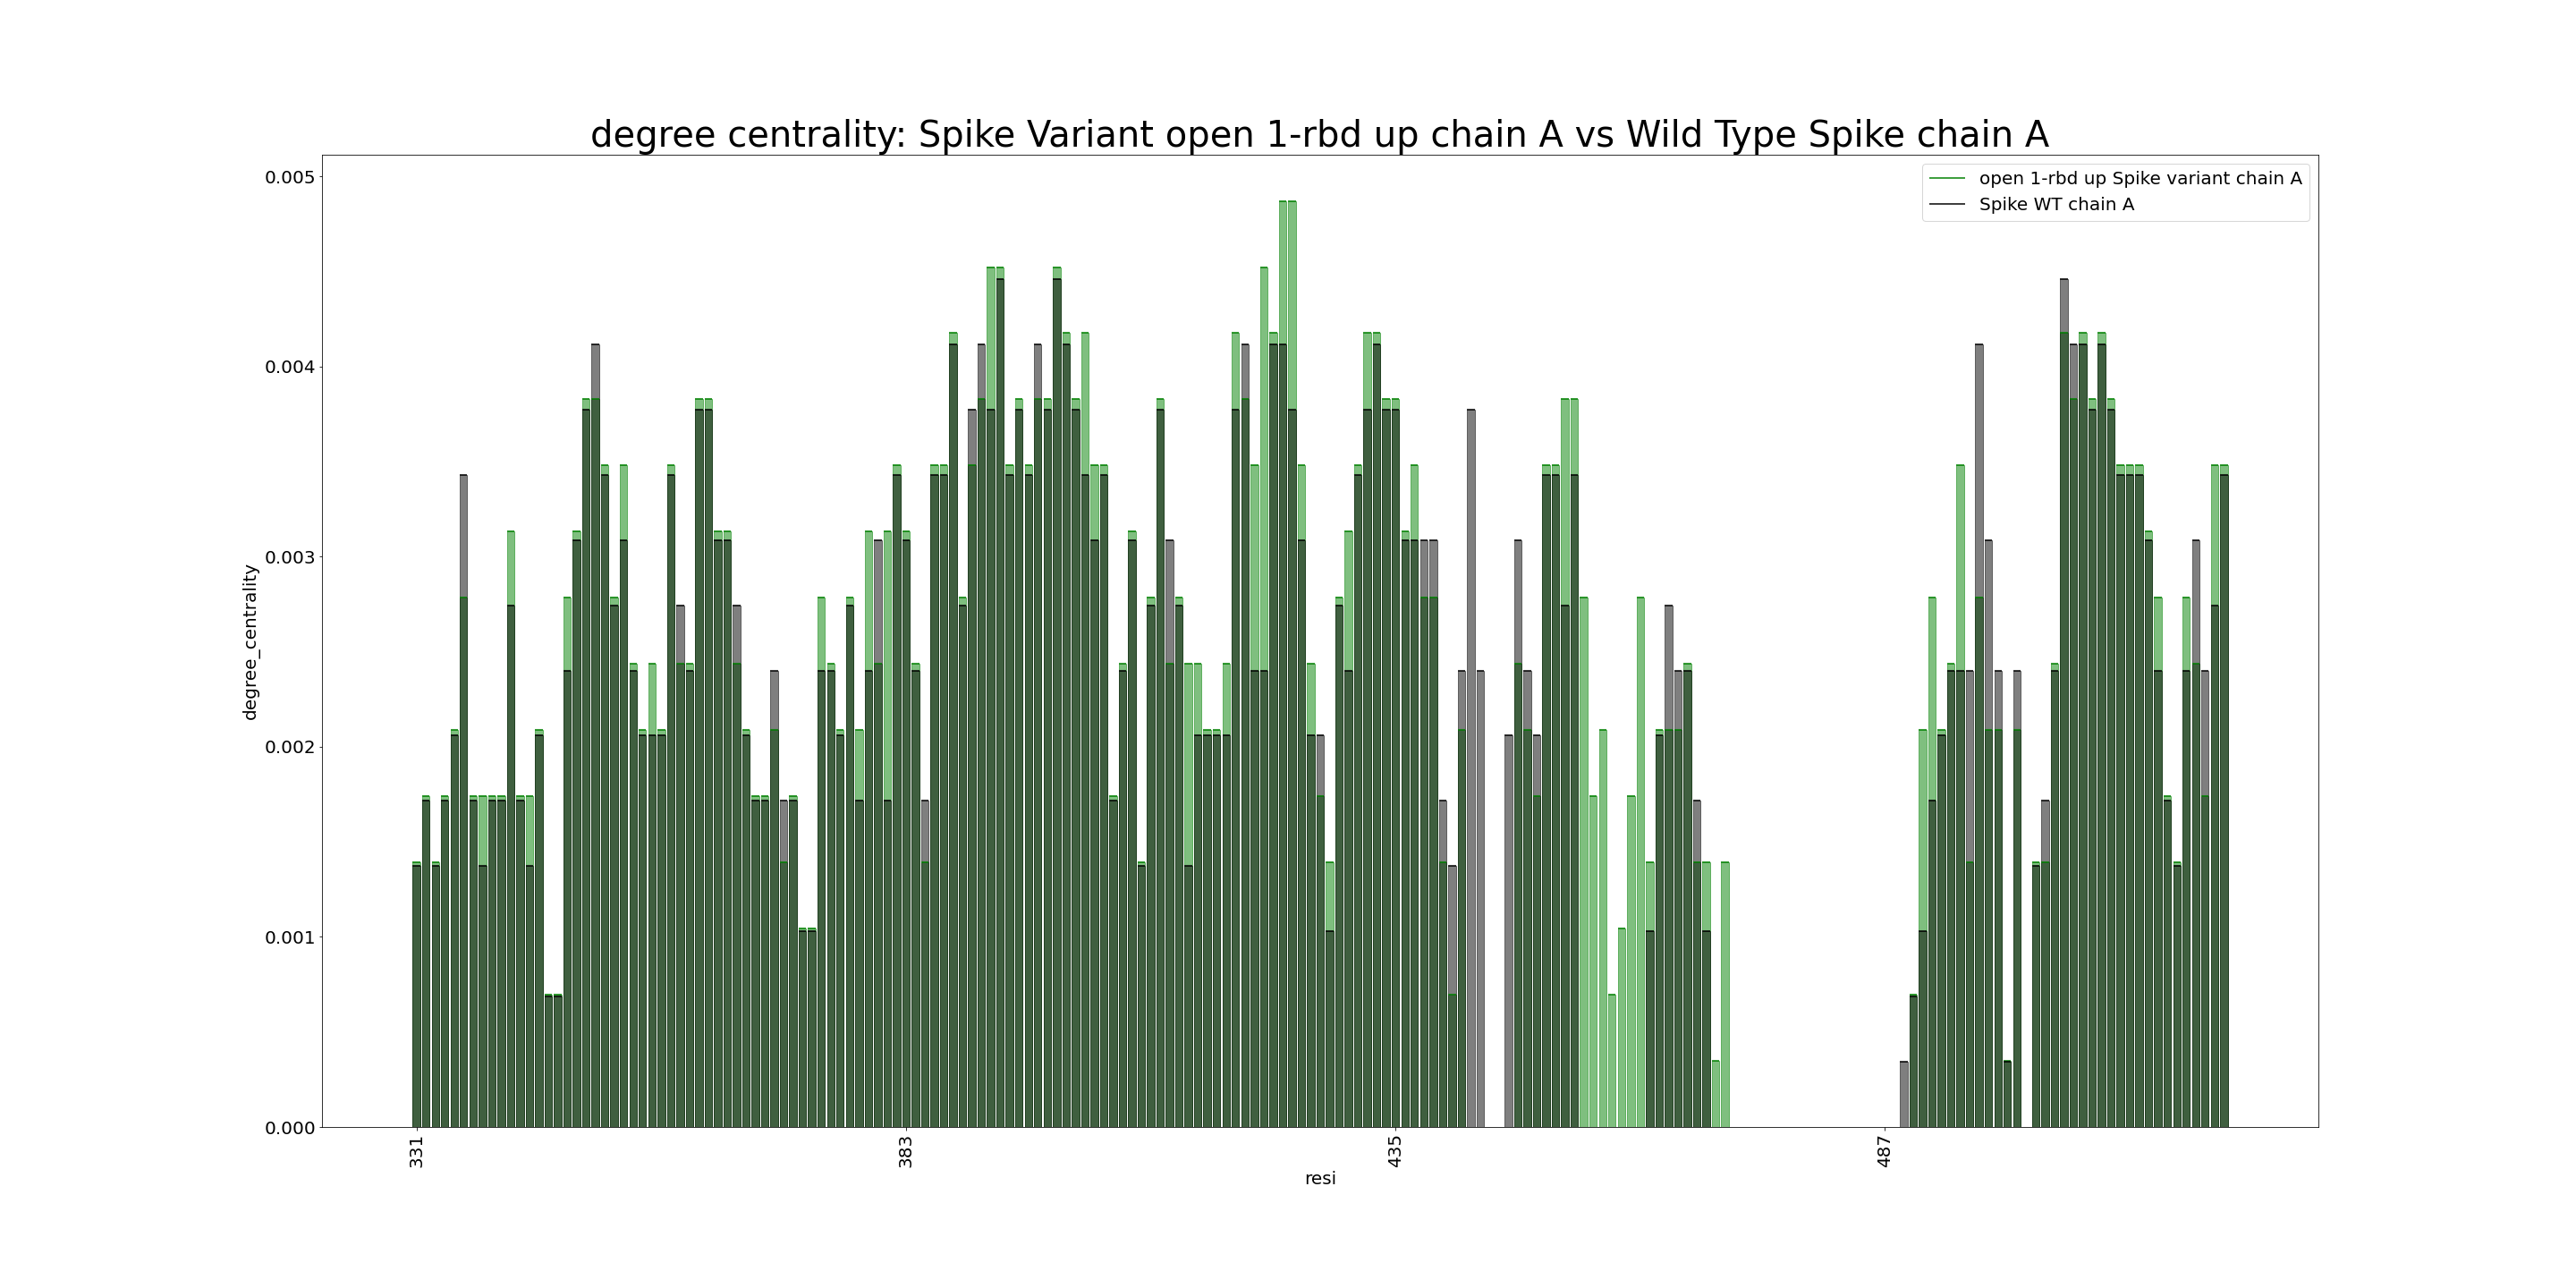 degree centrality: Spike Variant open 1-rbd up chain A vs Wild Type Spike chain A
open 1-rbd up Spike variant chain A
Spike WT chain A
0.005
0.004
0.003
0.002
0.001
0.000
degree_centrality
331
383
435
487
resi